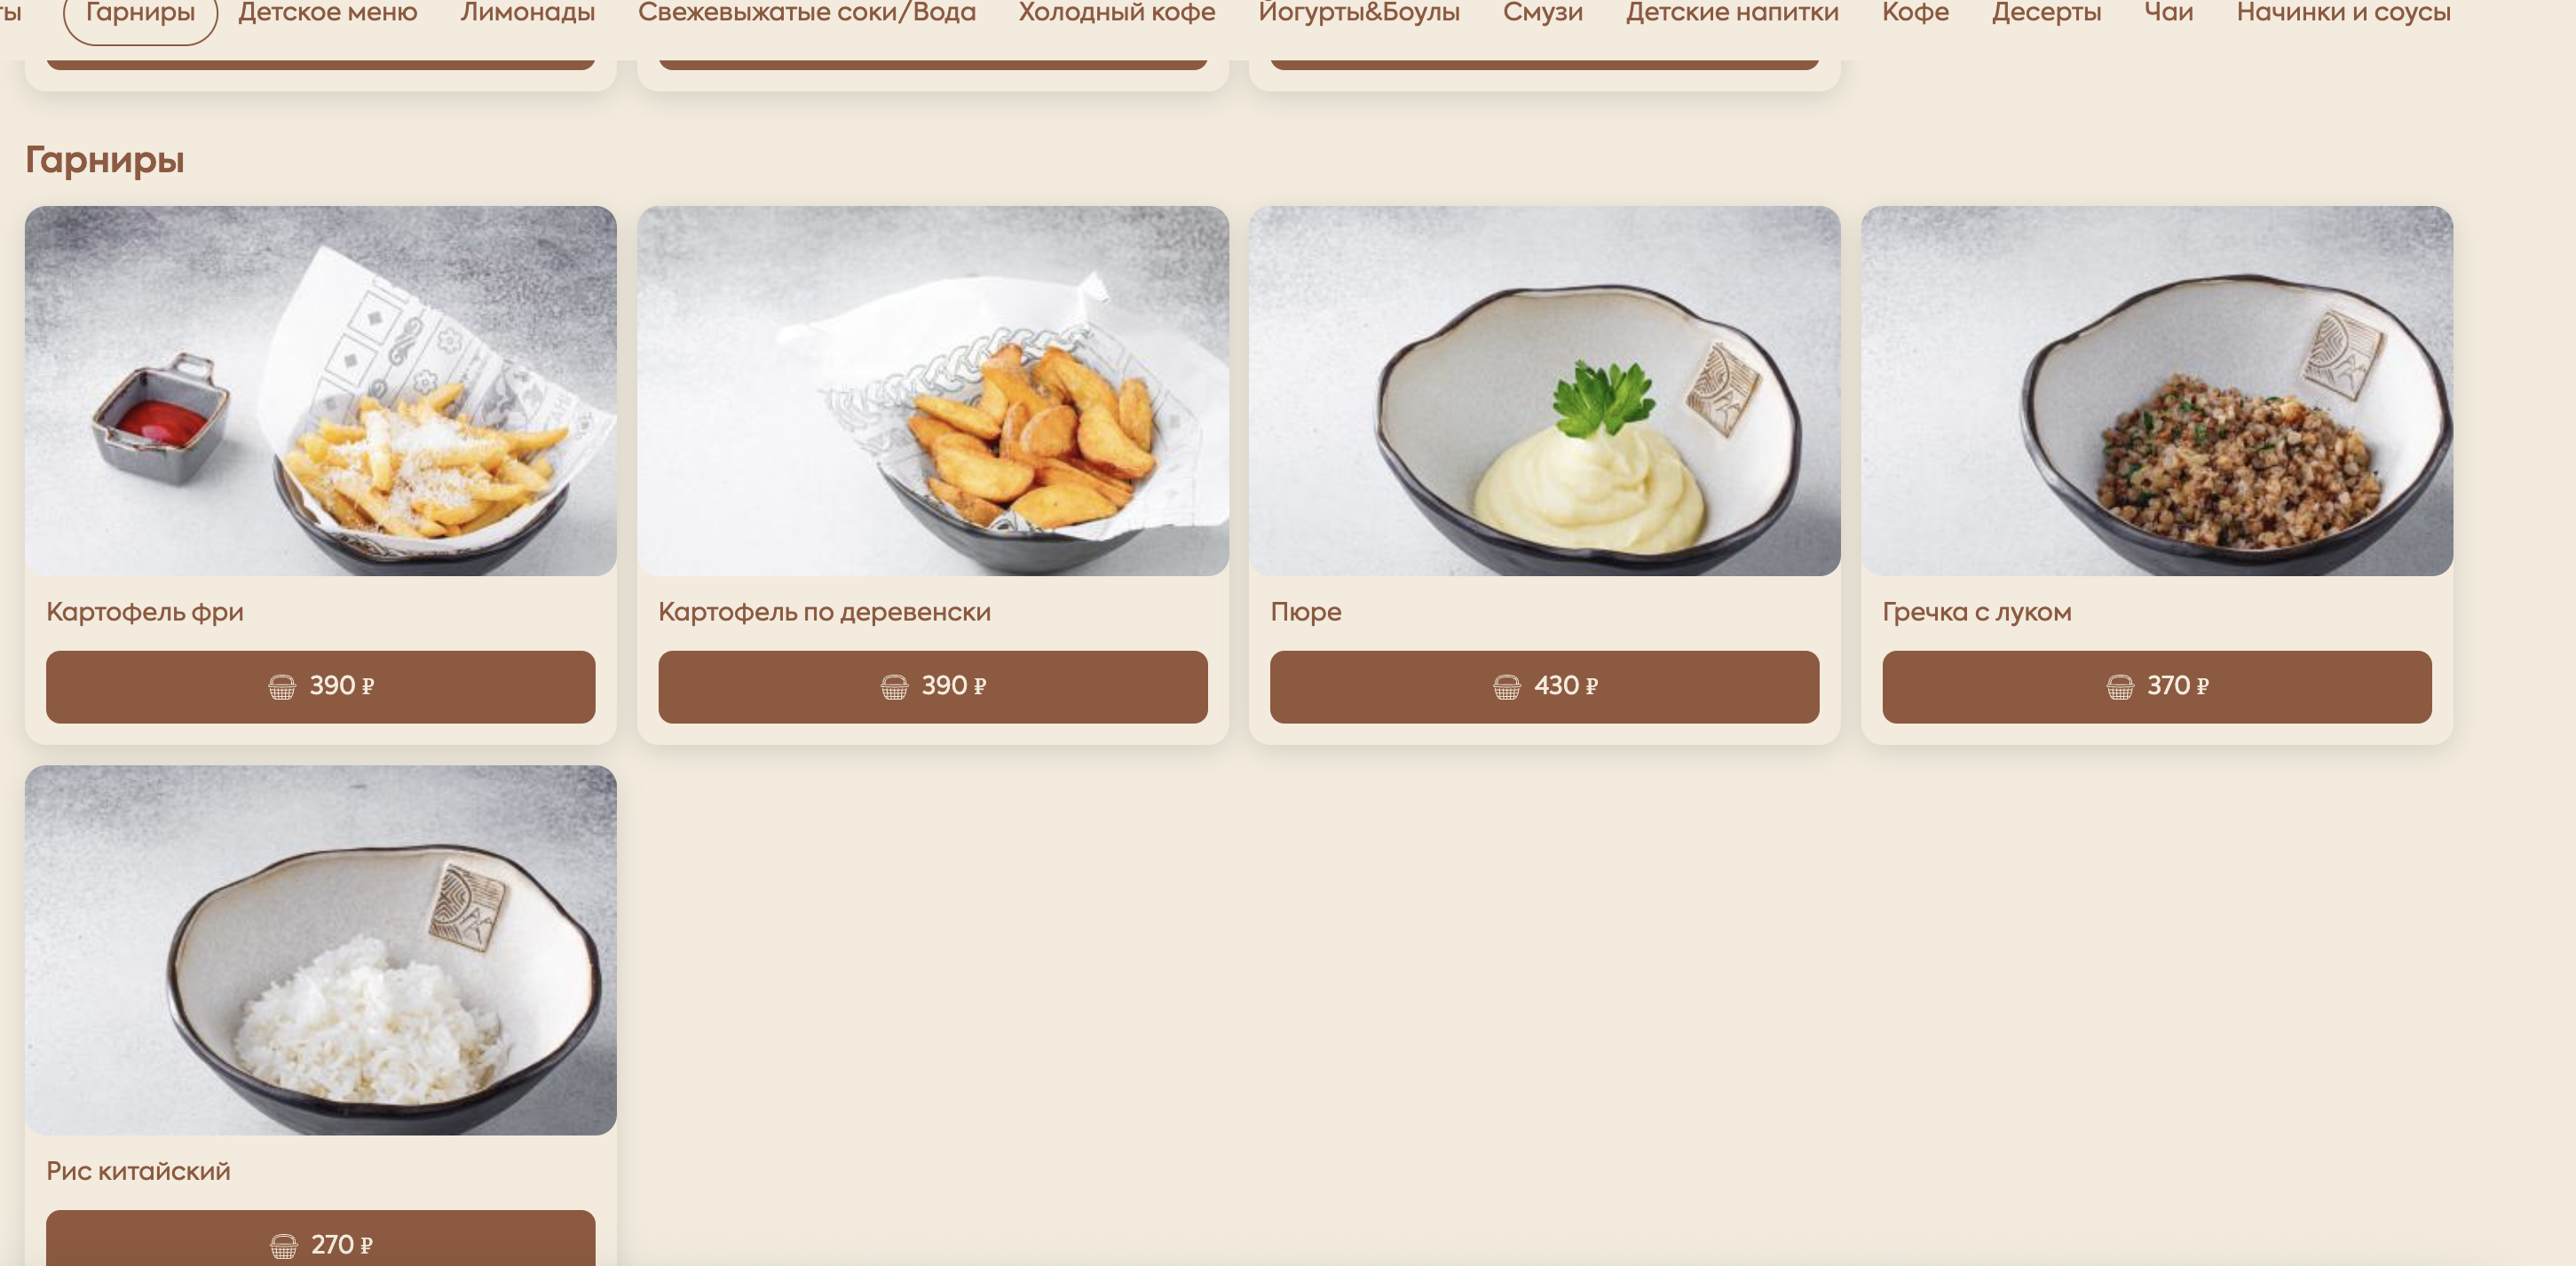 Гарниры Детское меню Лимонады Свежевыжатые соки/Вода Холодный кофе Йогурты&Боулы Смузи Детские напитки Кофе Десерты Чаи Начинки и соусы
Гарниры
Картофель фри
390 ₽
Картофель по деревенски
390 ₽
Пюре
430 ₽
Гречка с луком
370 ₽
Рис китайский
270 ₽